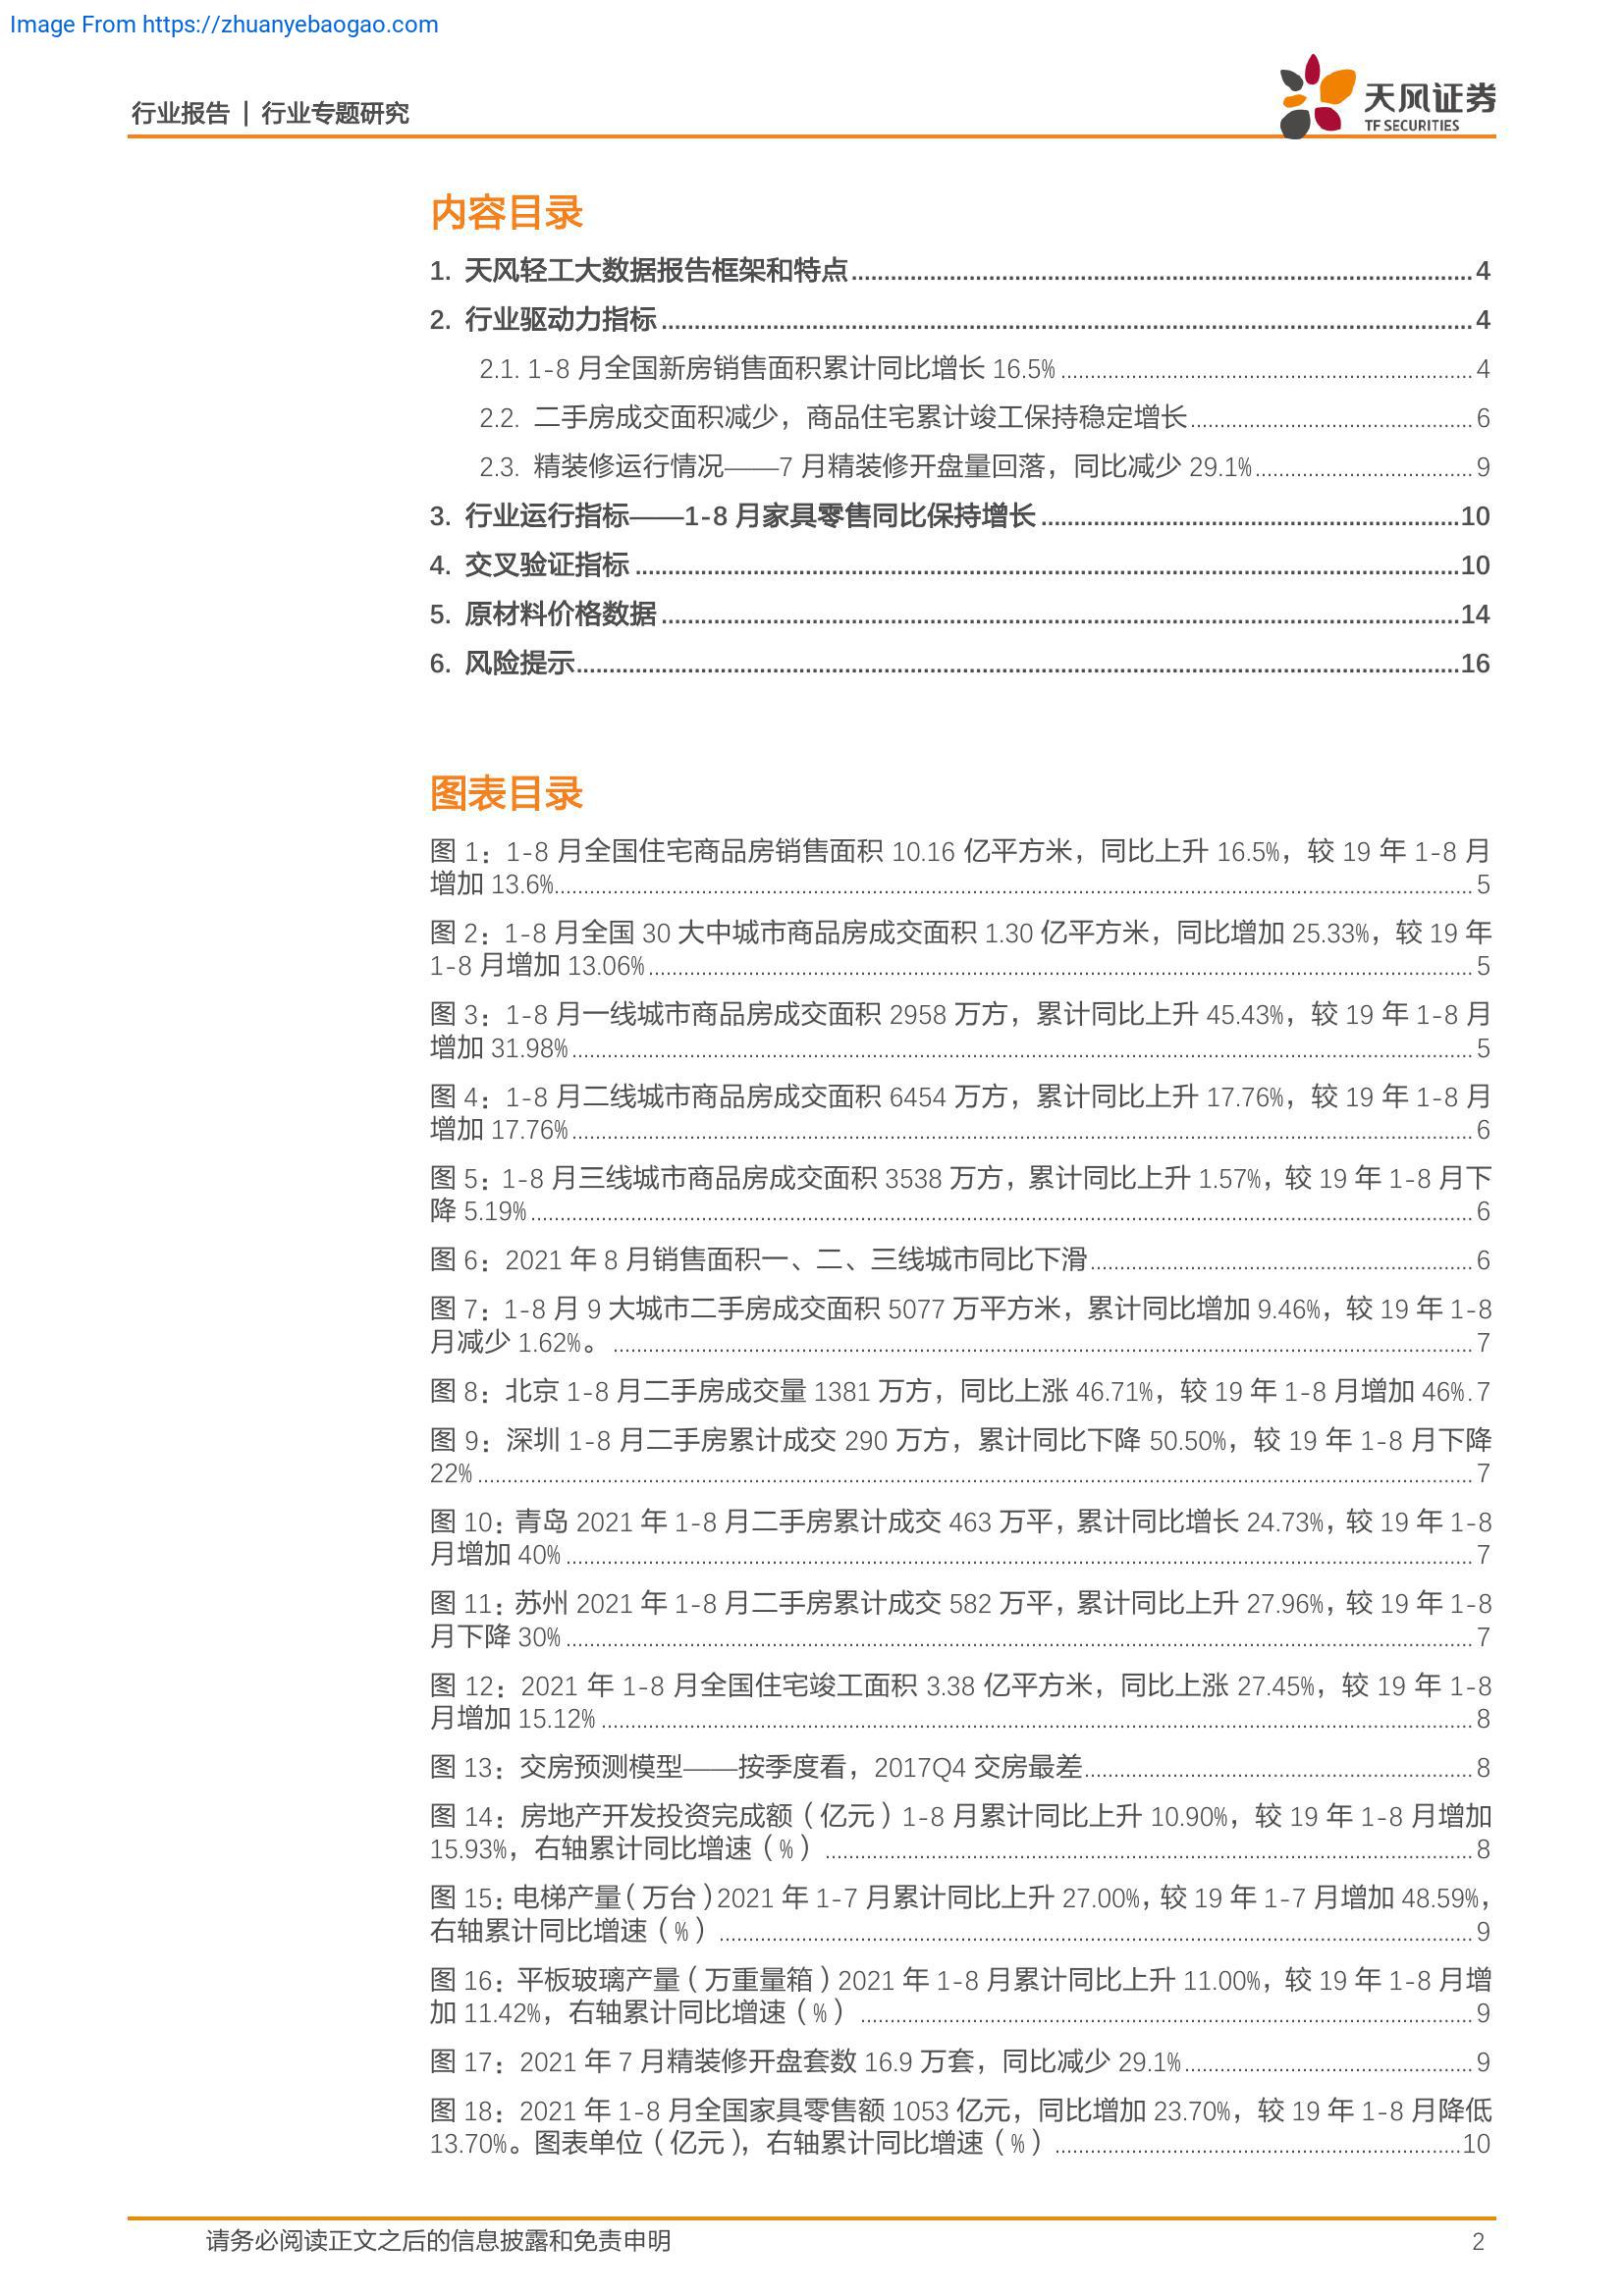 Image From https://zhuanyebaogao.com
行业报告 | 行业专题研究
天风证券
TF SECURITIES
内容目录
1. 天风轻工大数据报告框架和特点 4
2. 行业驱动力指标 4
2.1. 1-8 月全国新房销售面积累计同比增长 16.5% 4
2.2. 二手房成交面积减少，商品住宅累计竣工保持稳定增长 6
2.3. 精装修运行情况——7 月精装修开盘量回落，同比减少 29.1% 9
3. 行业运行指标——1-8 月家具零售同比保持增长 10
4. 交叉验证指标 10
5. 原材料价格数据 14
6. 风险提示 16
图表目录
图 1：1-8 月全国住宅商品房销售面积 10.16 亿平方米，同比上升 16.5%，较 19 年 1-8 月
增加 13.6% 5
图 2：1-8 月全国 30 大中城市商品房成交面积 1.30 亿平方米，同比增加 25.33%，较 19 年
1-8 月增加 13.06% 5
图 3：1-8 月一线城市商品房成交面积 2958 万方，累计同比上升 45.43%，较 19 年 1-8 月
增加 31.98% 5
图 4：1-8 月二线城市商品房成交面积 6454 万方，累计同比上升 17.76%，较 19 年 1-8 月
增加 17.76% 6
图 5：1-8 月三线城市商品房成交面积 3538 万方，累计同比上升 1.57%，较 19 年 1-8 月下
降 5.19% 6
图 6：2021 年 8 月销售面积一、二、三线城市同比下滑 6
图 7：1-8 月 9 大城市二手房成交面积 5077 万平方米，累计同比增加 9.46%，较 19 年 1-8
月减少 1.62%。 7
图 8：北京 1-8 月二手房成交量 1381 万方，同比上涨 46.71%，较 19 年 1-8 月增加 46%. 7
图 9：深圳 1-8 月二手房累计成交 290 万方，累计同比下降 50.50%，较 19 年 1-8 月下降
22% 7
图 10：青岛 2021 年 1-8 月二手房累计成交 463 万平，累计同比增长 24.73%，较 19 年 1-8
月增加 40% 7
图 11：苏州 2021 年 1-8 月二手房累计成交 582 万平，累计同比上升 27.96%，较 19 年 1-8
月下降 30% 7
图 12：2021 年 1-8 月全国住宅竣工面积 3.38 亿平方米，同比上涨 27.45%，较 19 年 1-8
月增加 15.12% 8
图 13：交房预测模型——按季度看，2017Q4 交房最差 8
图 14：房地产开发投资完成额（亿元）1-8 月累计同比上升 10.90%，较 19 年 1-8 月增加
15.93%，右轴累计同比增速（%） 8
图 15：电梯产量（万台）2021 年 1-7 月累计同比上升 27.00%，较 19 年 1-7 月增加 48.59%，
右轴累计同比增速（%） 9
图 16：平板玻璃产量（万重量箱）2021 年 1-8 月累计同比上升 11.00%，较 19 年 1-8 月增
加 11.42%，右轴累计同比增速（%） 9
图 17：2021 年 7 月精装修开盘套数 16.9 万套，同比减少 29.1% 9
图 18：2021 年 1-8 月全国家具零售额 1053 亿元，同比增加 23.70%，较 19 年 1-8 月降低
13.70%。图表单位（亿元），右轴累计同比增速（%） 10
请务必阅读正文之后的信息披露和免责申明
2